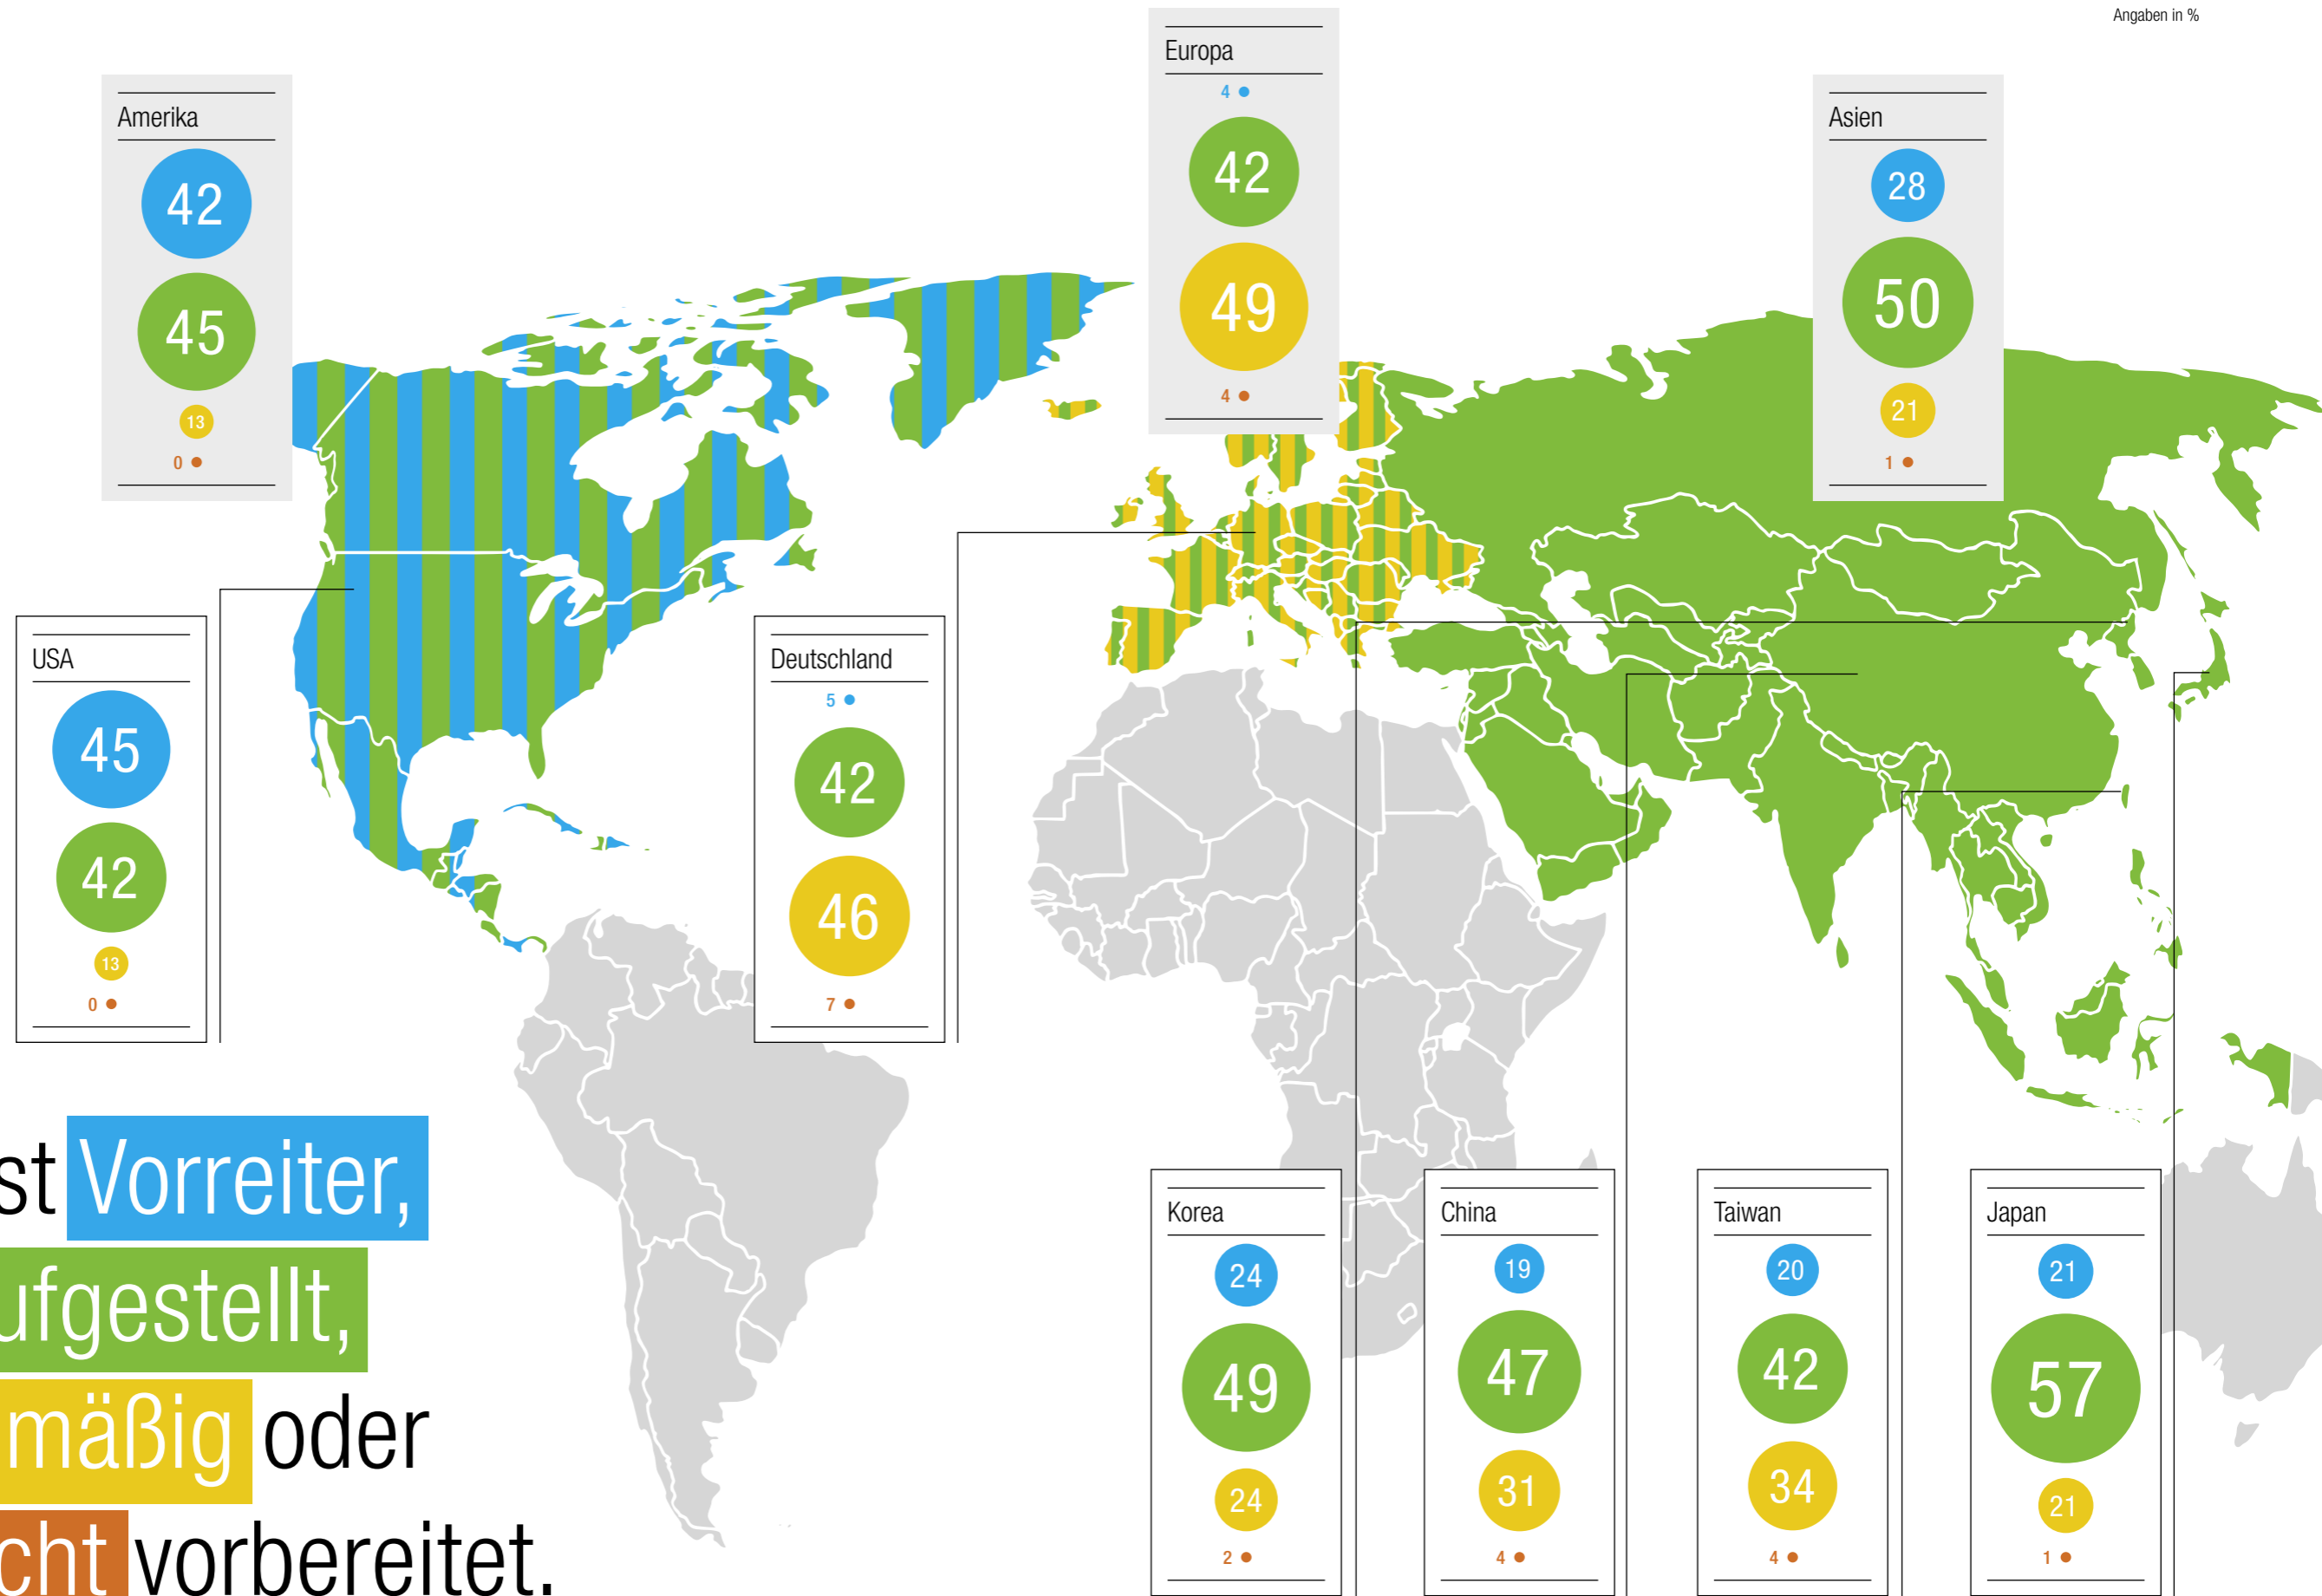 Angaben in %
Amerika
42
45
13
0
Europa
4
42
49
4
Asien
28
50
21
1
USA
45
42
13
0
Deutschland
5
42
46
7
st Vorreiter,
ufgestellt,
mäßig oder
cht vorbereitet.
Korea
24
49
24
2
China
19
47
31
4
Taiwan
20
42
34
4
Japan
21
57
21
1